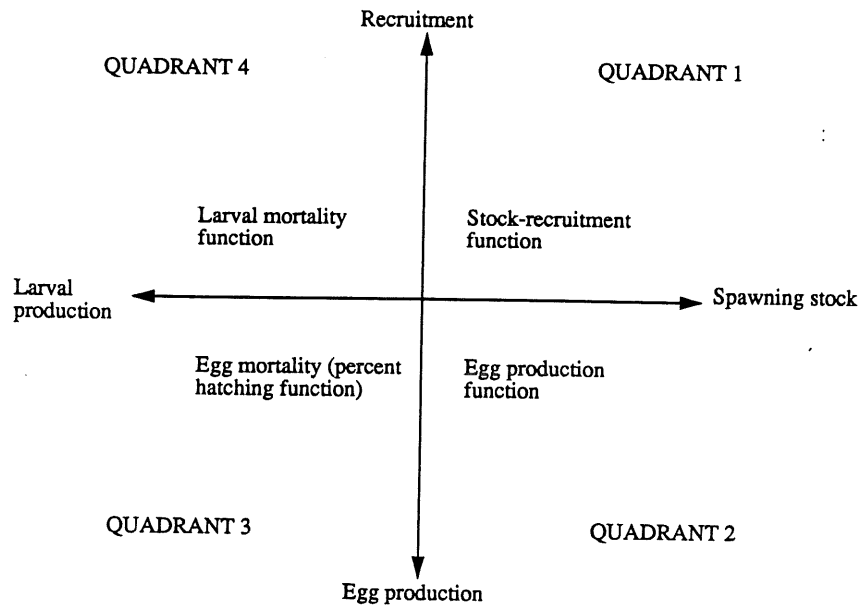 Recruitment
QUADRANT 4
QUADRANT 1
Larval mortality
function
Stock-recruitment
function
Larval
production
Spawning stock
Egg mortality (percent
hatching function)
Egg production
function
QUADRANT 3
QUADRANT 2
Egg production